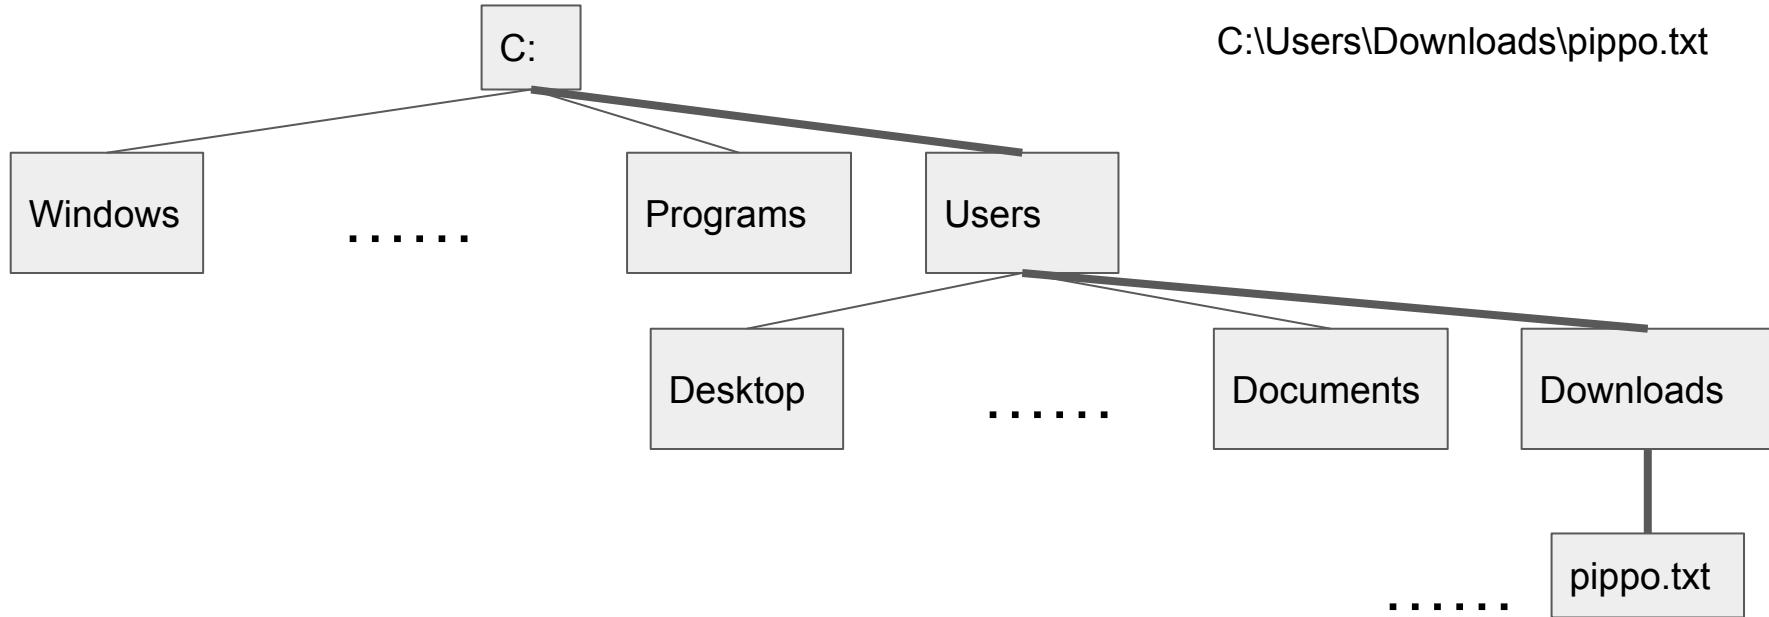 C:
C:\Users\Downloads\pippo.txt
Windows
......
Programs
Users
Desktop
......
Documents
Downloads
......
pippo.txt